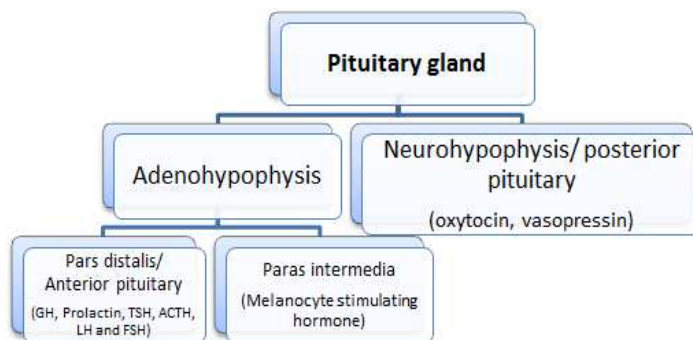 Pituitary gland
Adenohypophysis
Neurohypophysis/ posterior
pituitary
(oxytocin, vasopressin)
Pars distalis/
Anterior pituitary
(GH, Prolactin, TSH, ACTH,
LH and FSH)
Paras intermedia
(Melanocyte stimulating
hormone)